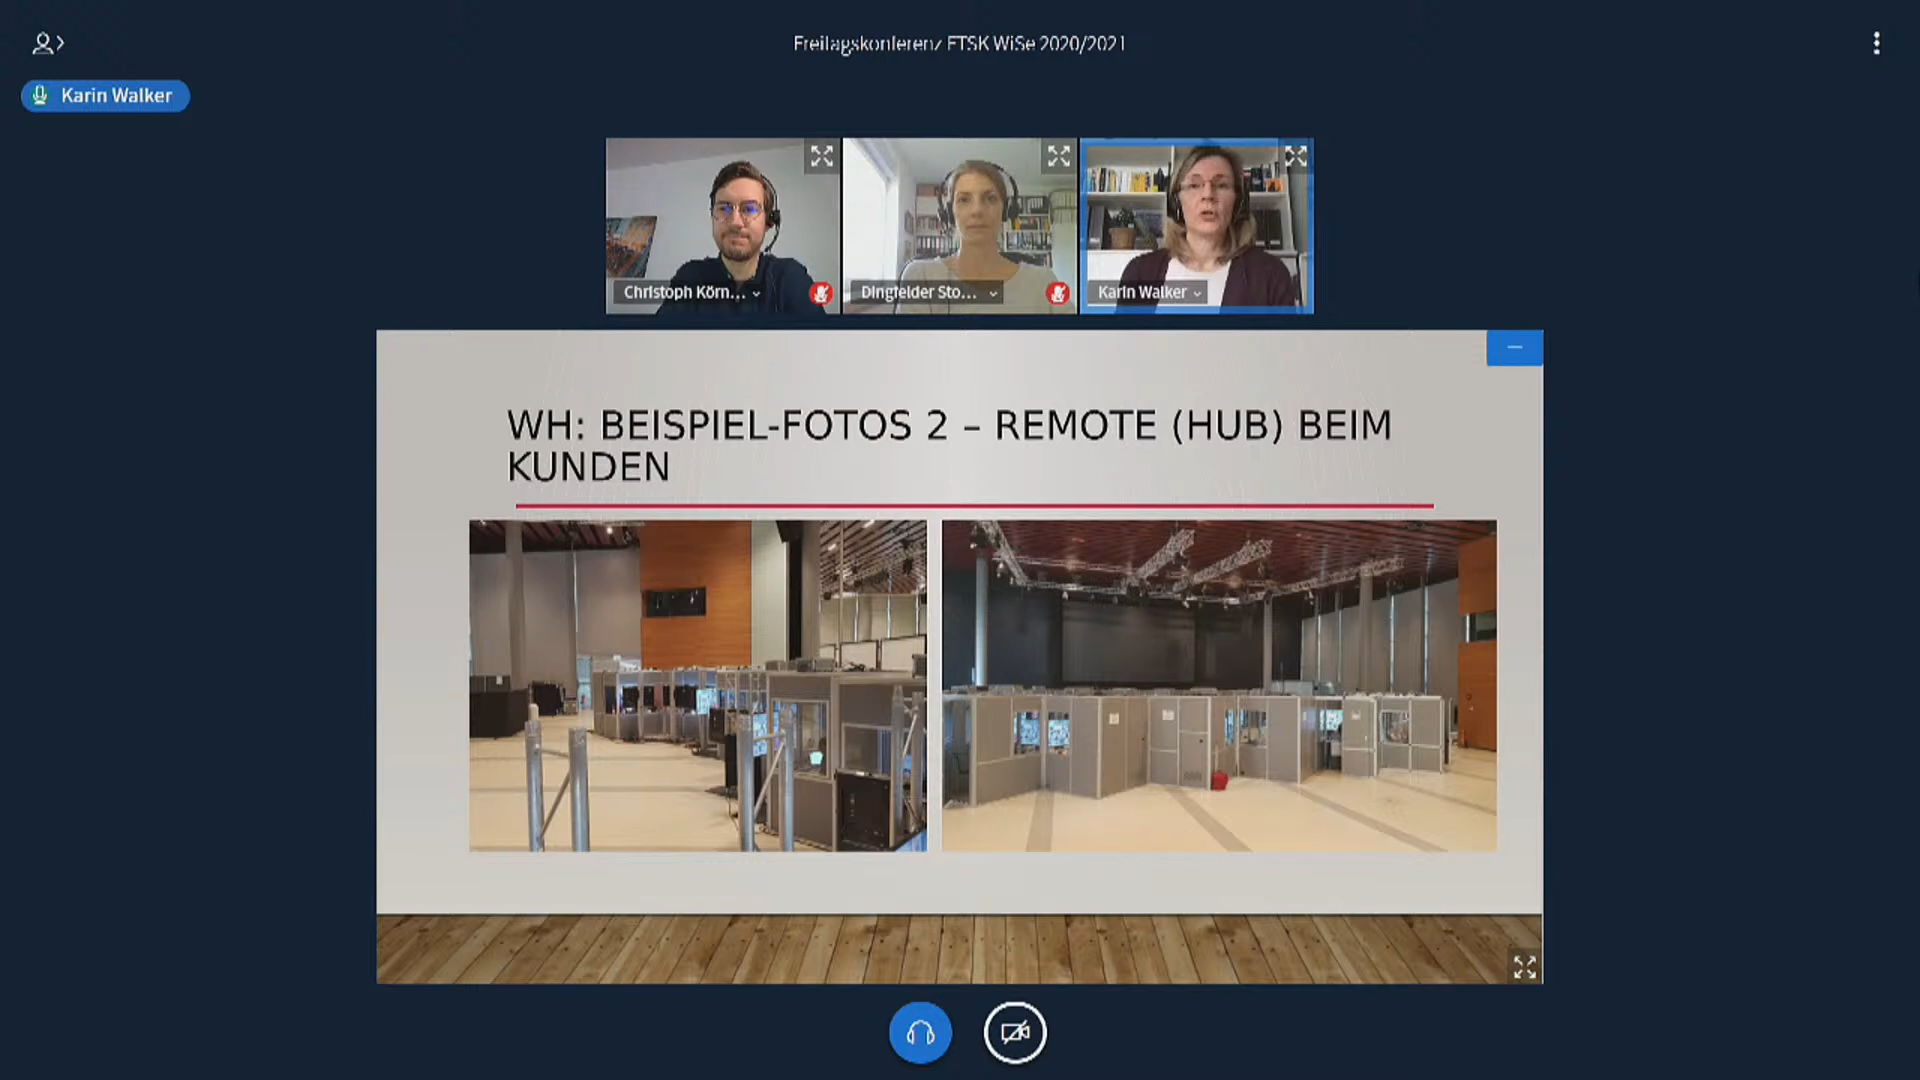 Freitagskonferenz FTSK WiSe 2020/2021
Karin Walker
Christoph Körn...
Dingfelder Sto...
Karin Walker
WH: BEISPIEL-FOTOS 2 – REMOTE (HUB) BEIM
KUNDEN